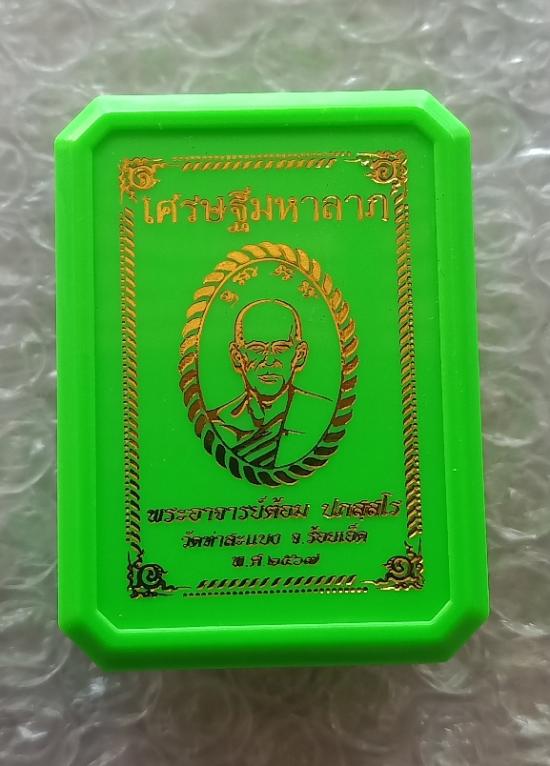 เศรษฐีมหาลาภ
พระอาจารย์ต้อม ปภสฺสโร
วัดท่าสะแบง จ.ร้อยเอ็ด
พ.ศ ๒๕๖๗